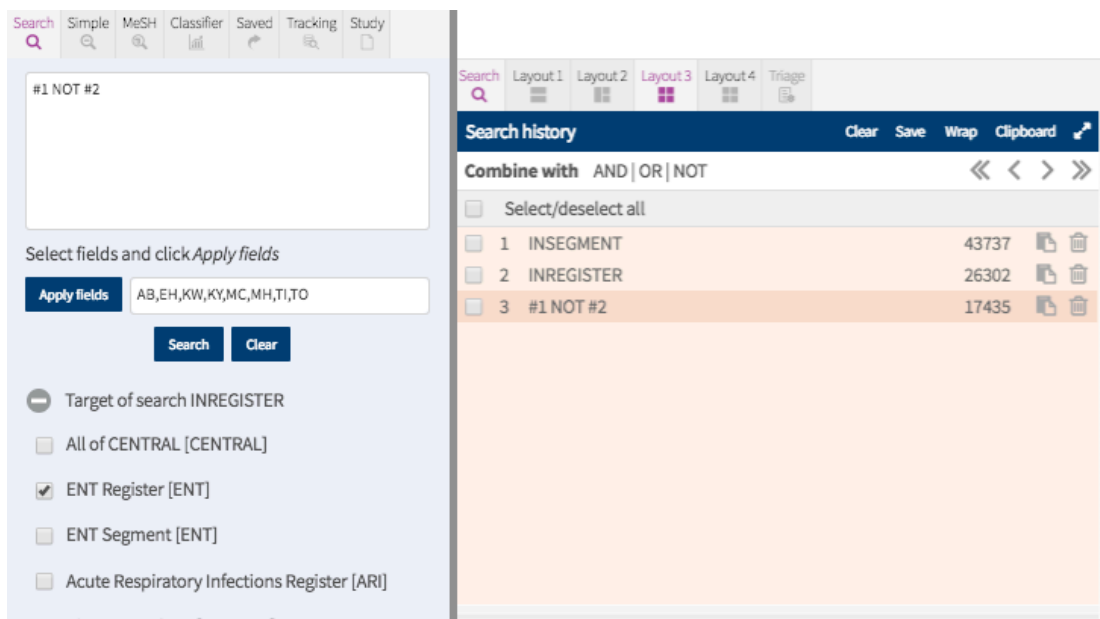 Search Simple MeSH Classifier Saved Tracking Study
#1 NOT #2
Select fields and click Apply fields
Apply fields AB,EH,KW,KY,MC,MH,TI,TO
Search Clear
Target of search INREGISTER
All of CENTRAL [CENTRAL]
ENT Register [ENT]
ENT Segment [ENT]
Acute Respiratory Infections Register [ARI]
Search Layout 1 Layout 2 Layout 3 Layout 4 Triage
Search history Clear Save Wrap Clipboard
Combine with AND | OR | NOT
Select/deselect all
1 INSEGMENT 43737
2 INREGISTER 26302
3 #1 NOT #2 17435